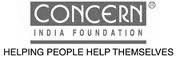 CONCERN
INDIA FOUNDATION
HELPING PEOPLE HELP THEMSELVES